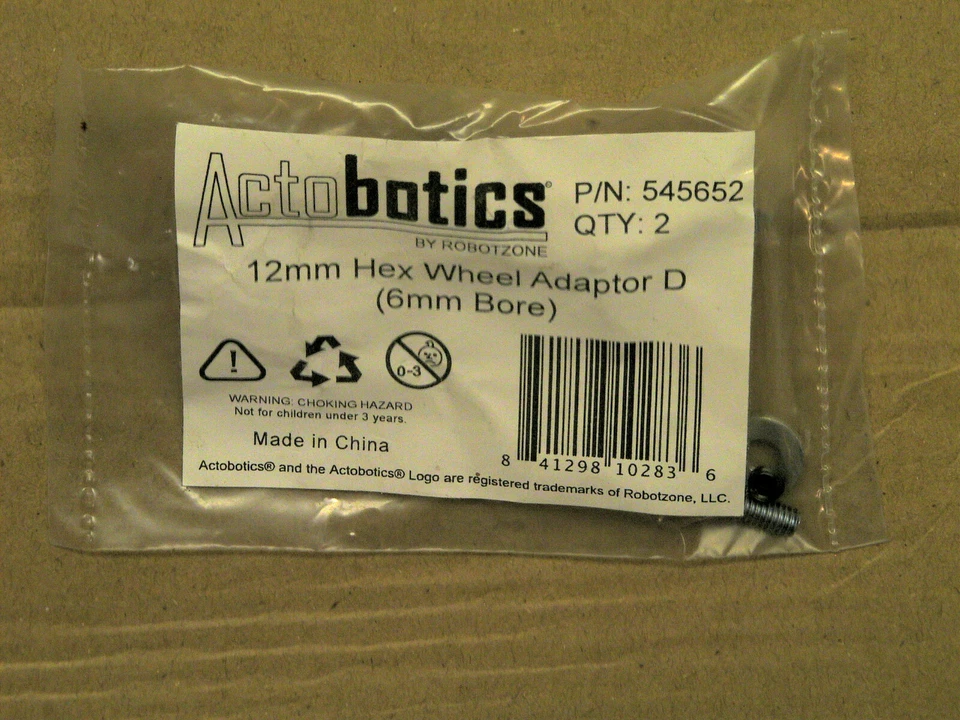 Actobotics®
P/N: 545652
QTY: 2
BY ROBOTZONE
12mm Hex Wheel Adaptor D
(6mm Bore)
0-3
WARNING: CHOKING HAZARD
Not for children under 3 years.
Made in China
8 41298 10283 6
Actobotics® and the Actobotics® Logo are registered trademarks of Robotzone, LLC.